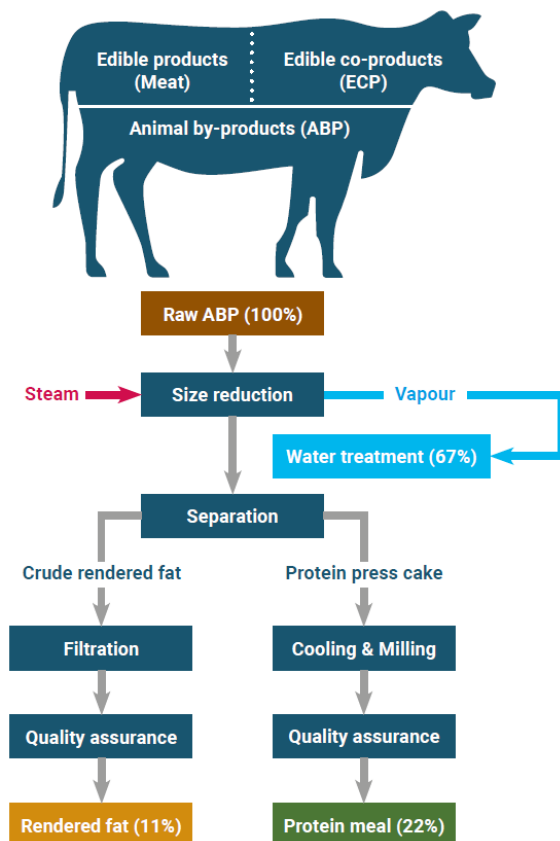 Edible products
(Meat)
Edible co-products
(ECP)
Animal by-products (ABP)
Raw ABP (100%)
Steam
Size reduction
Vapour
Water treatment (67%)
Separation
Crude rendered fat
Protein press cake
Filtration
Cooling & Milling
Quality assurance
Quality assurance
Rendered fat (11%)
Protein meal (22%)